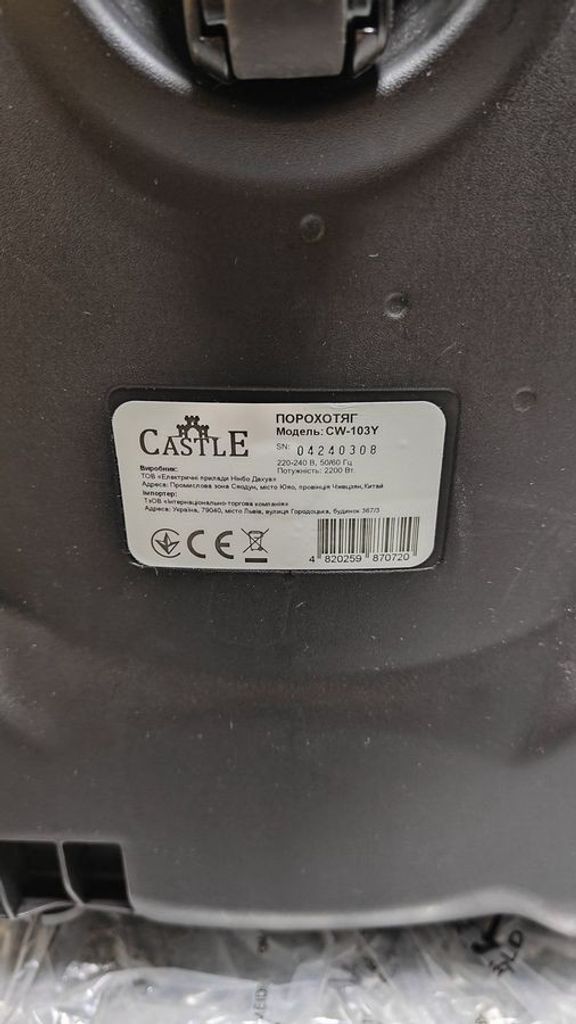 CASTLE
ПОРОХОТЯГ
Модель: CW-103Y
SN: 04240308
220-240 В, 50/60 Гц
Потужність: 2200 Вт.
Виробник:
ТОВ «Електричні прилади Нінбо Дахуа»
Адреса: Промислова зона Сяодун, місто Юяо, провінція Чжецзян, Китай
Імпортер:
ТзОВ «Інтернаціонально-торгова компанія»
Адреса: Україна, 79040, місто Львів, вулиця Городоцька, будинок 367/3
CE
4 820259 870720